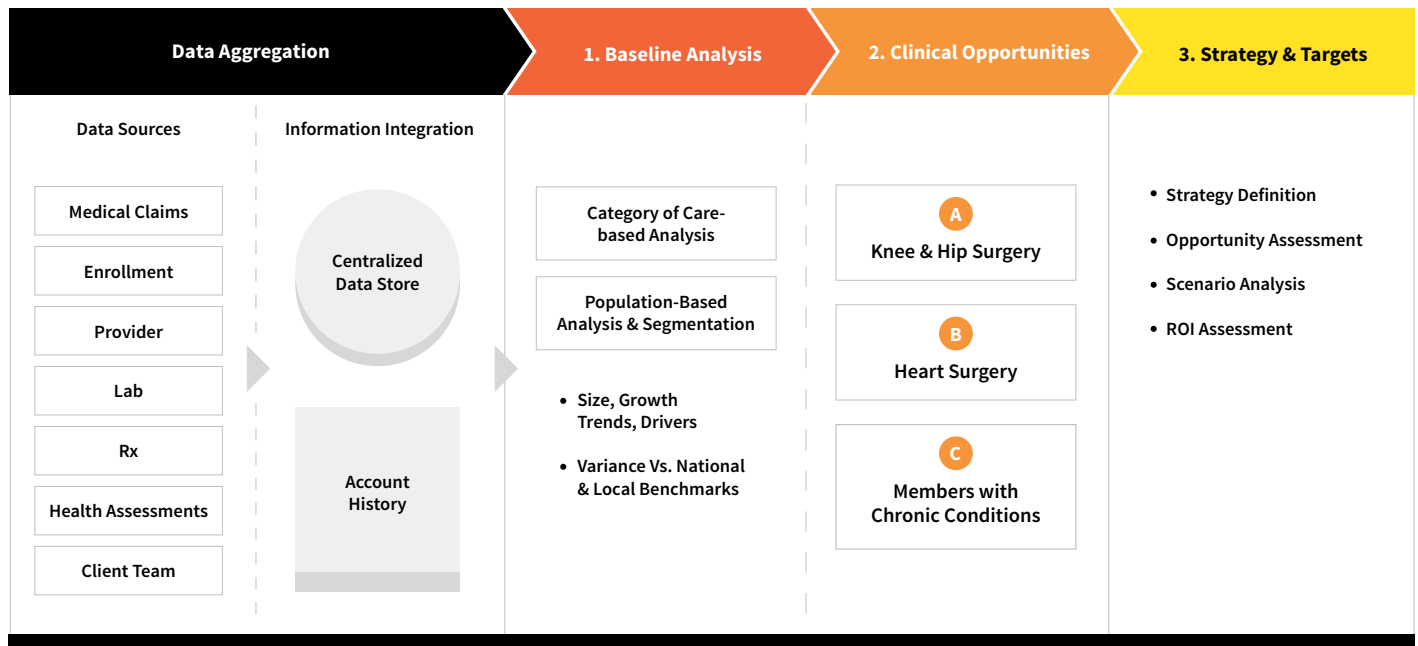 Data Aggregation
1. Baseline Analysis
2. Clinical Opportunities
3. Strategy & Targets
Data Sources
Medical Claims
Enrollment
Provider
Lab
Rx
Health Assessments
Client Team
Information Integration
Centralized
Data Store
Account
History
Category of Care-
based Analysis
Population-Based
Analysis & Segmentation
• Size, Growth
Trends, Drivers
• Variance Vs. National
& Local Benchmarks
A
Knee & Hip Surgery
B
Heart Surgery
C
Members with
Chronic Conditions
• Strategy Definition
• Opportunity Assessment
• Scenario Analysis
• ROI Assessment